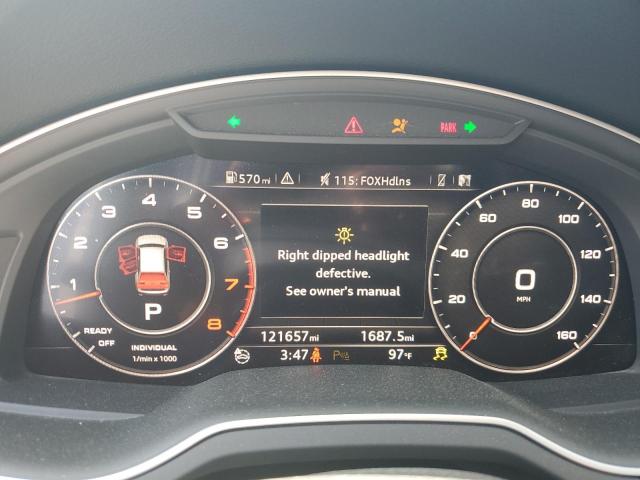 PARK
570 mi 115: FOXHdlns
1 2 3 4 5 6 7 8
P
READY
OFF
INDIVIDUAL
1/min x 1000
Right dipped headlight
defective.
See owner's manual
121657 mi 1687.5 mi
3:47 P 97°F
0 20 40 60 80 100 120 140 160
0
MPH